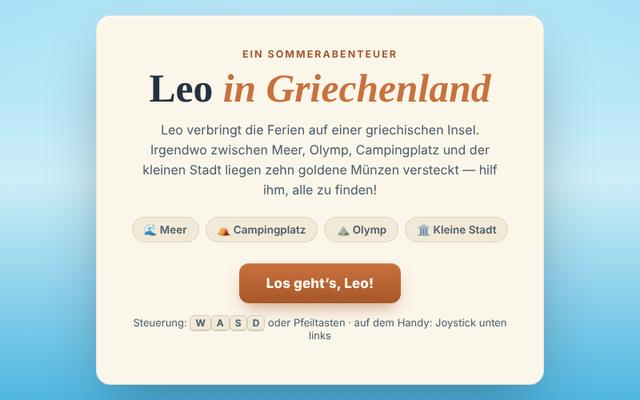 EIN SOMMERABENTEUER
Leo in Griechenland
Leo verbringt die Ferien auf einer griechischen Insel.
Irgendwo zwischen Meer, Olymp, Campingplatz und der
kleinen Stadt liegen zehn goldene Münzen versteckt — hilf
ihm, alle zu finden!
Meer Campingplatz Olymp Kleine Stadt
Los geht’s, Leo!
Steuerung: W A S D oder Pfeiltasten · auf dem Handy: Joystick unten
links